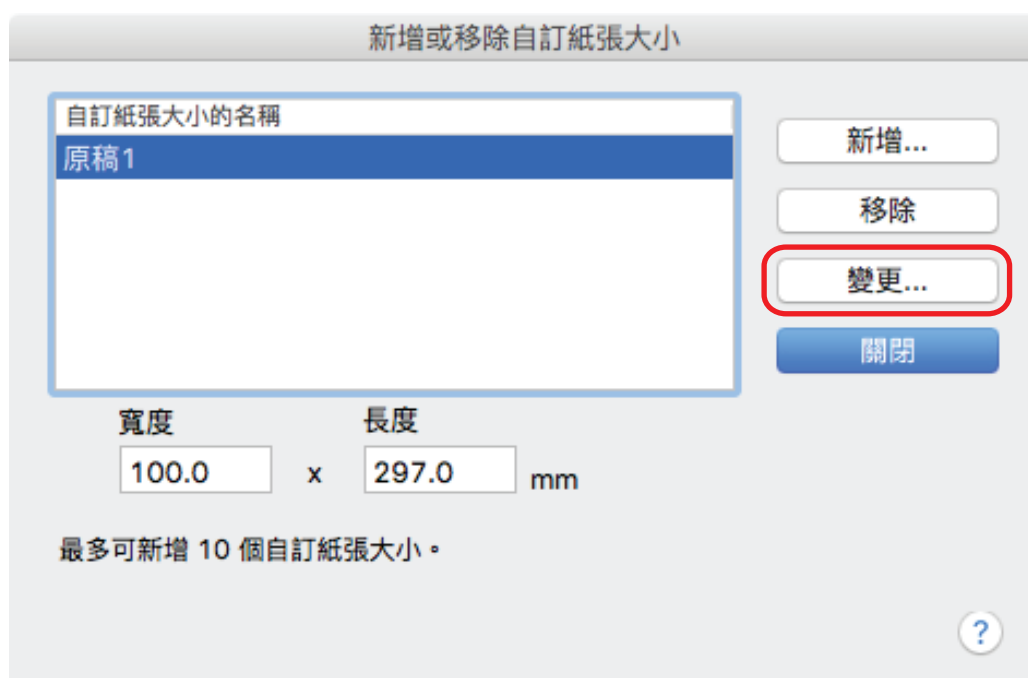 新增或移除自訂紙張大小
自訂紙張大小的名稱
原稿1
新增...
移除
變更...
關閉
寬度 長度
100.0 x 297.0 mm
最多可新增 10 個自訂紙張大小。
?